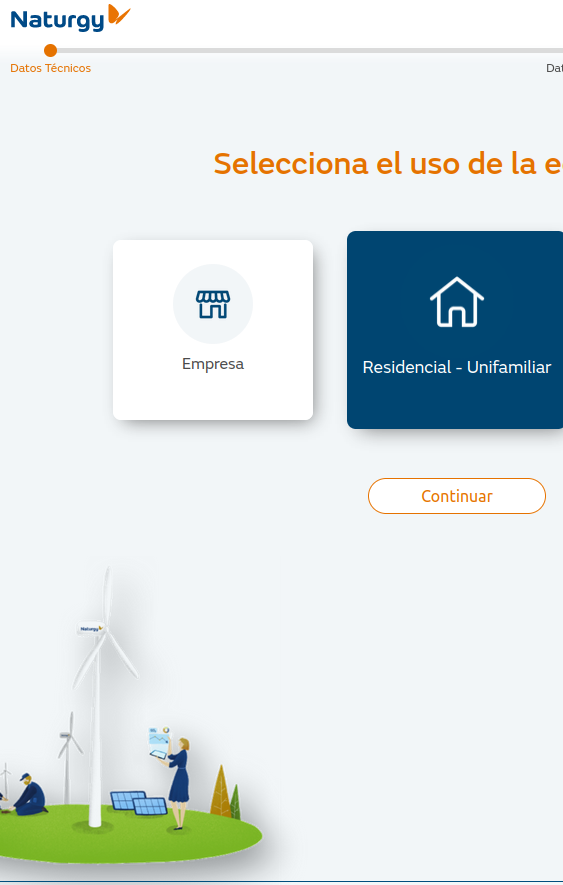 Naturgy
Datos Técnicos
Dat
Selecciona el uso de la e
Empresa
Residencial - Unifamiliar
Continuar
Naturgy